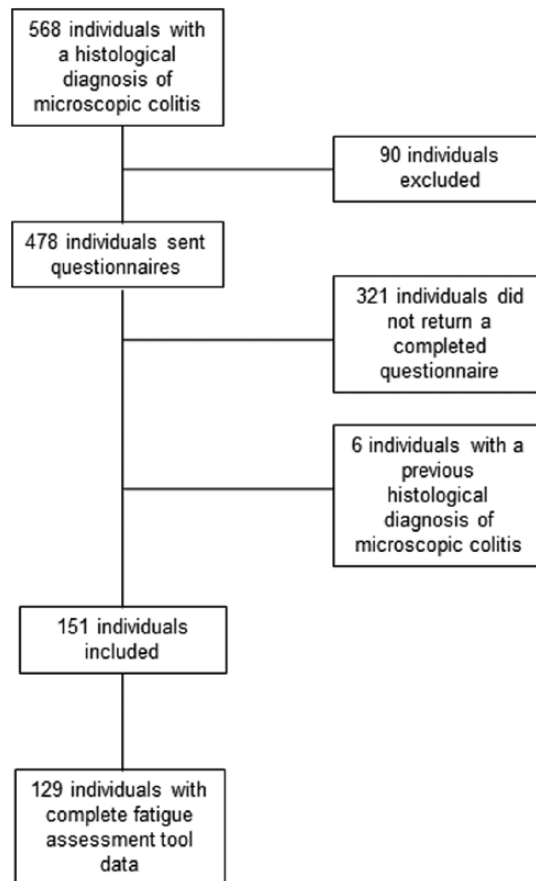 568 individuals with
a histological
diagnosis of
microscopic colitis
90 individuals
excluded
478 individuals sent
questionnaires
321 individuals did
not return a
completed
questionnaire
6 individuals with a
previous
histological
diagnosis of
microscopic colitis
151 individuals
included
129 individuals with
complete fatigue
assessment tool
data